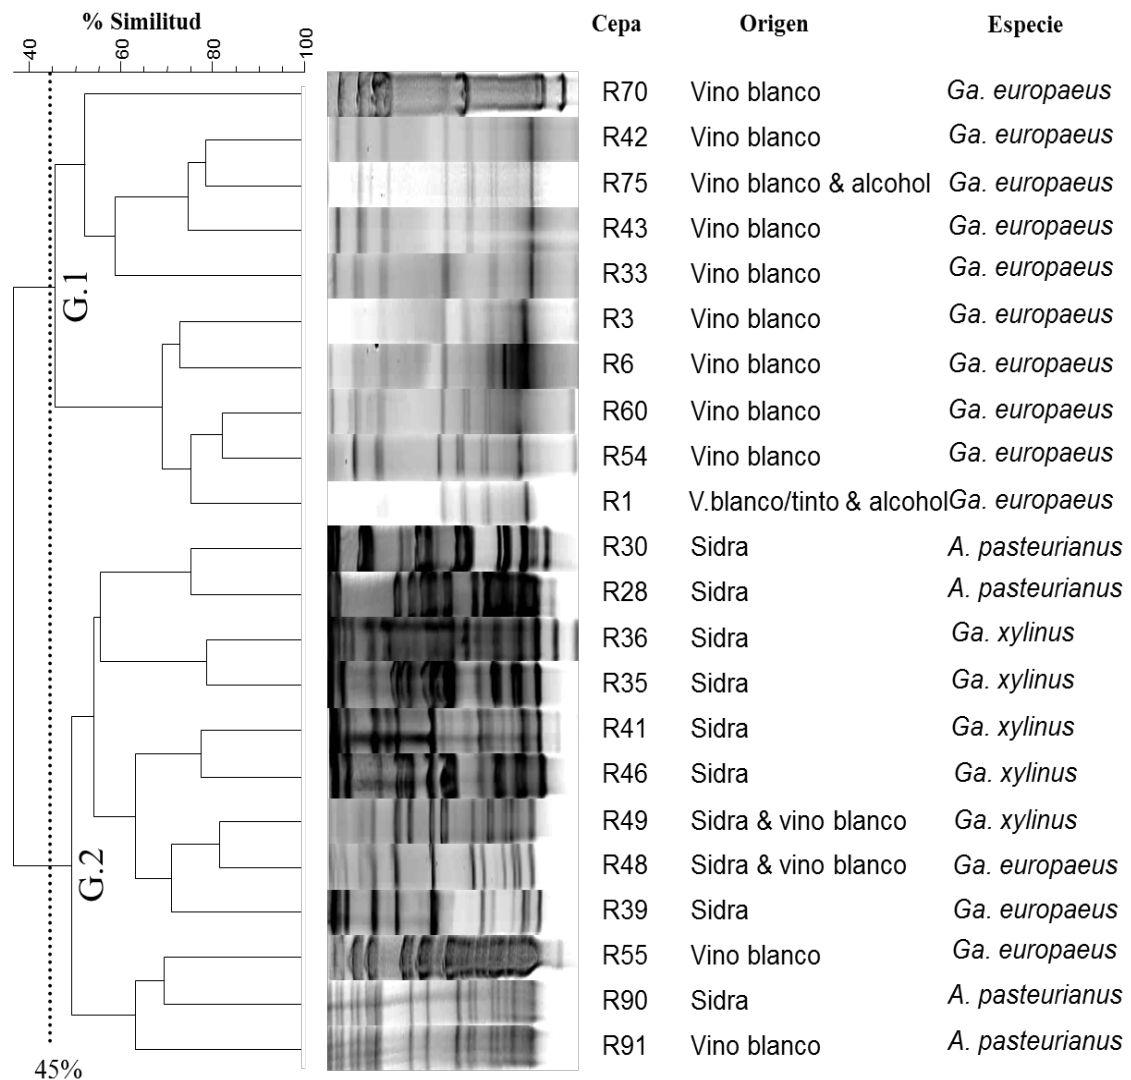 % Similitud Cepa Origen Especie
40 60 80 100
R70 Vino blanco Ga. europaeus
R42 Vino blanco Ga. europaeus
R75 Vino blanco & alcohol Ga. europaeus
R43 Vino blanco Ga. europaeus
R33 Vino blanco Ga. europaeus
G.1
R3 Vino blanco Ga. europaeus
R6 Vino blanco Ga. europaeus
R60 Vino blanco Ga. europaeus
R54 Vino blanco Ga. europaeus
R1 V.blanco/tinto & alcohol Ga. europaeus
R30 Sidra A. pasteurianus
R28 Sidra A. pasteurianus
R36 Sidra Ga. xylinus
R35 Sidra Ga. xylinus
R41 Sidra Ga. xylinus
R46 Sidra Ga. xylinus
R49 Sidra & vino blanco Ga. xylinus
R48 Sidra & vino blanco Ga. europaeus
G.2
R39 Sidra Ga. europaeus
R55 Vino blanco Ga. europaeus
R90 Sidra A. pasteurianus
R91 Vino blanco A. pasteurianus
45%